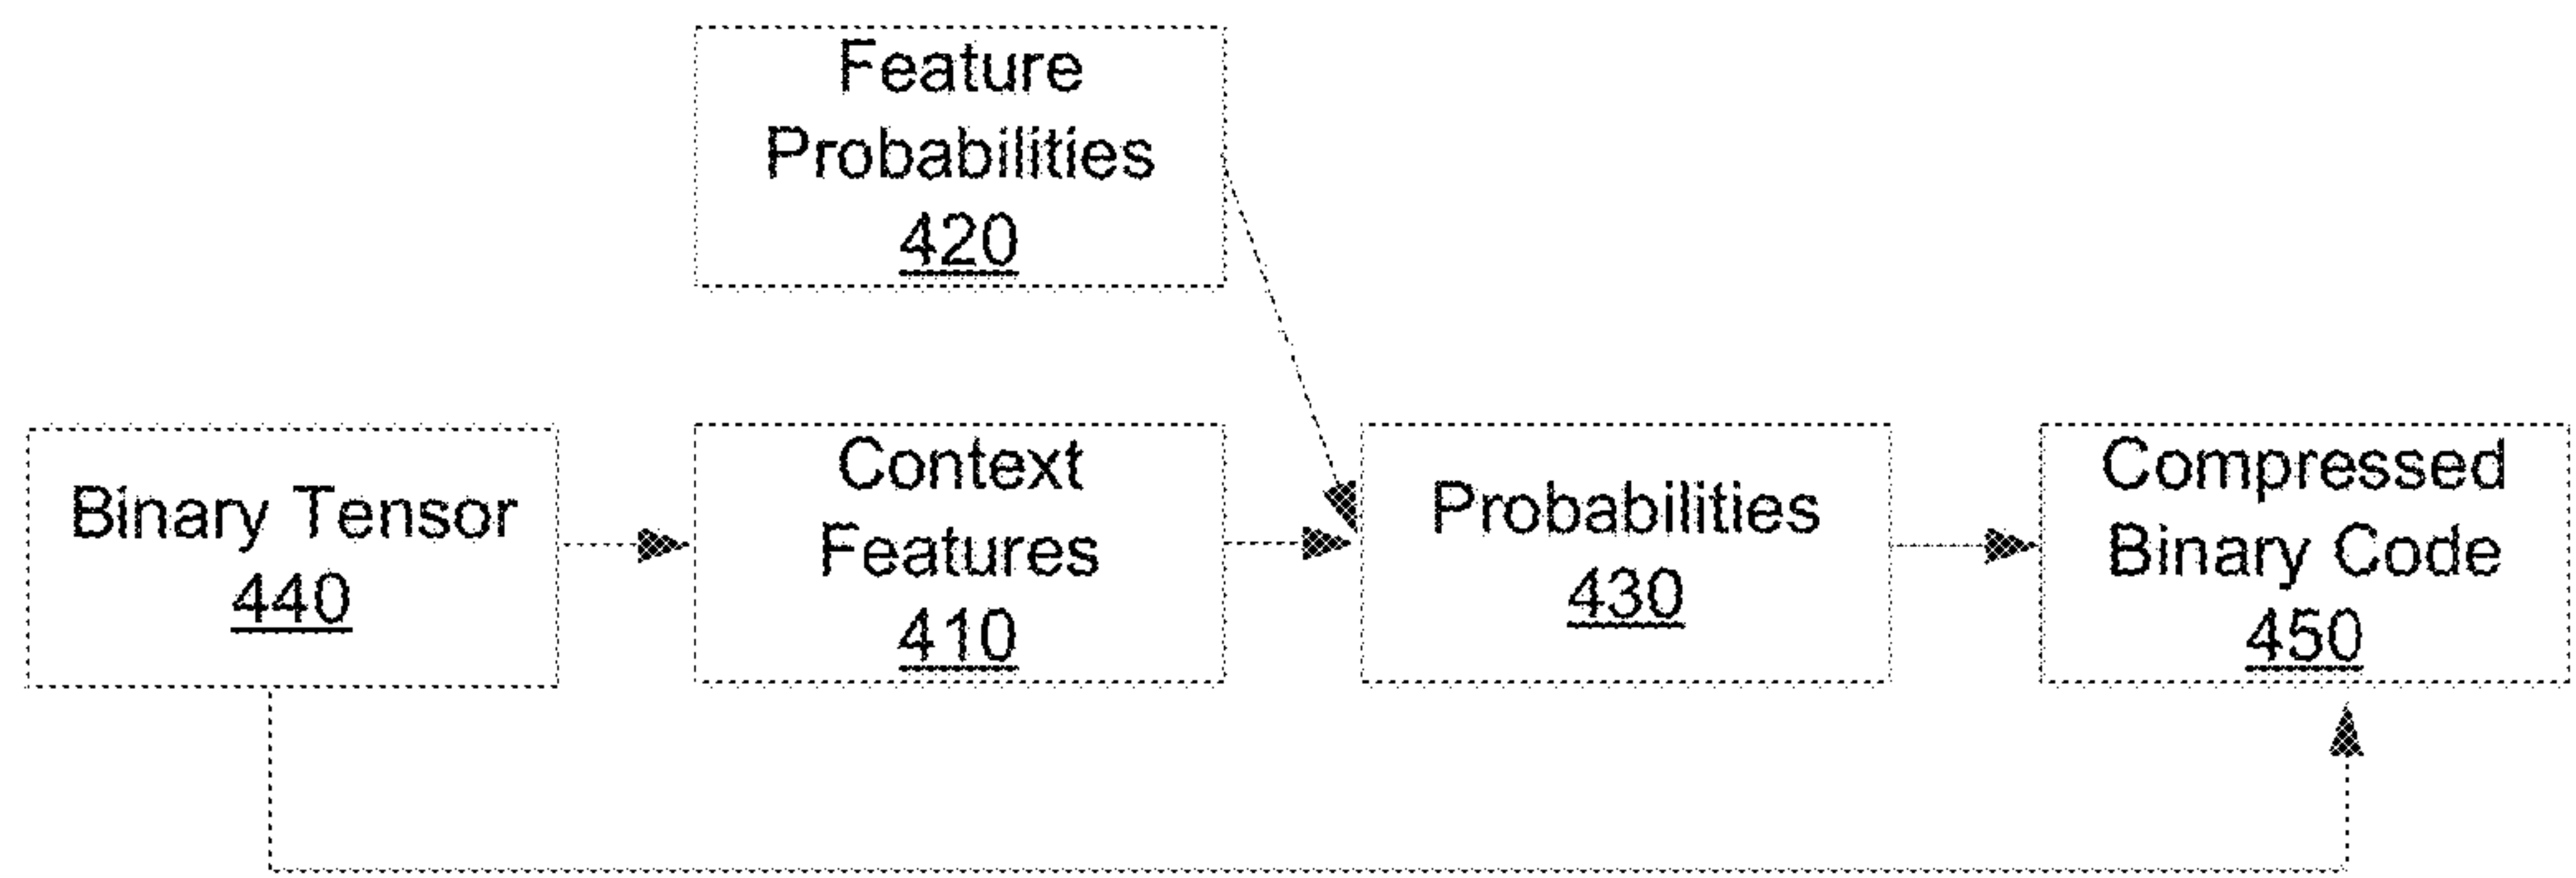 Feature
Probabilities
420
Binary Tensor
440
Context
Features
410
Probabilities
430
Compressed
Binary Code
450